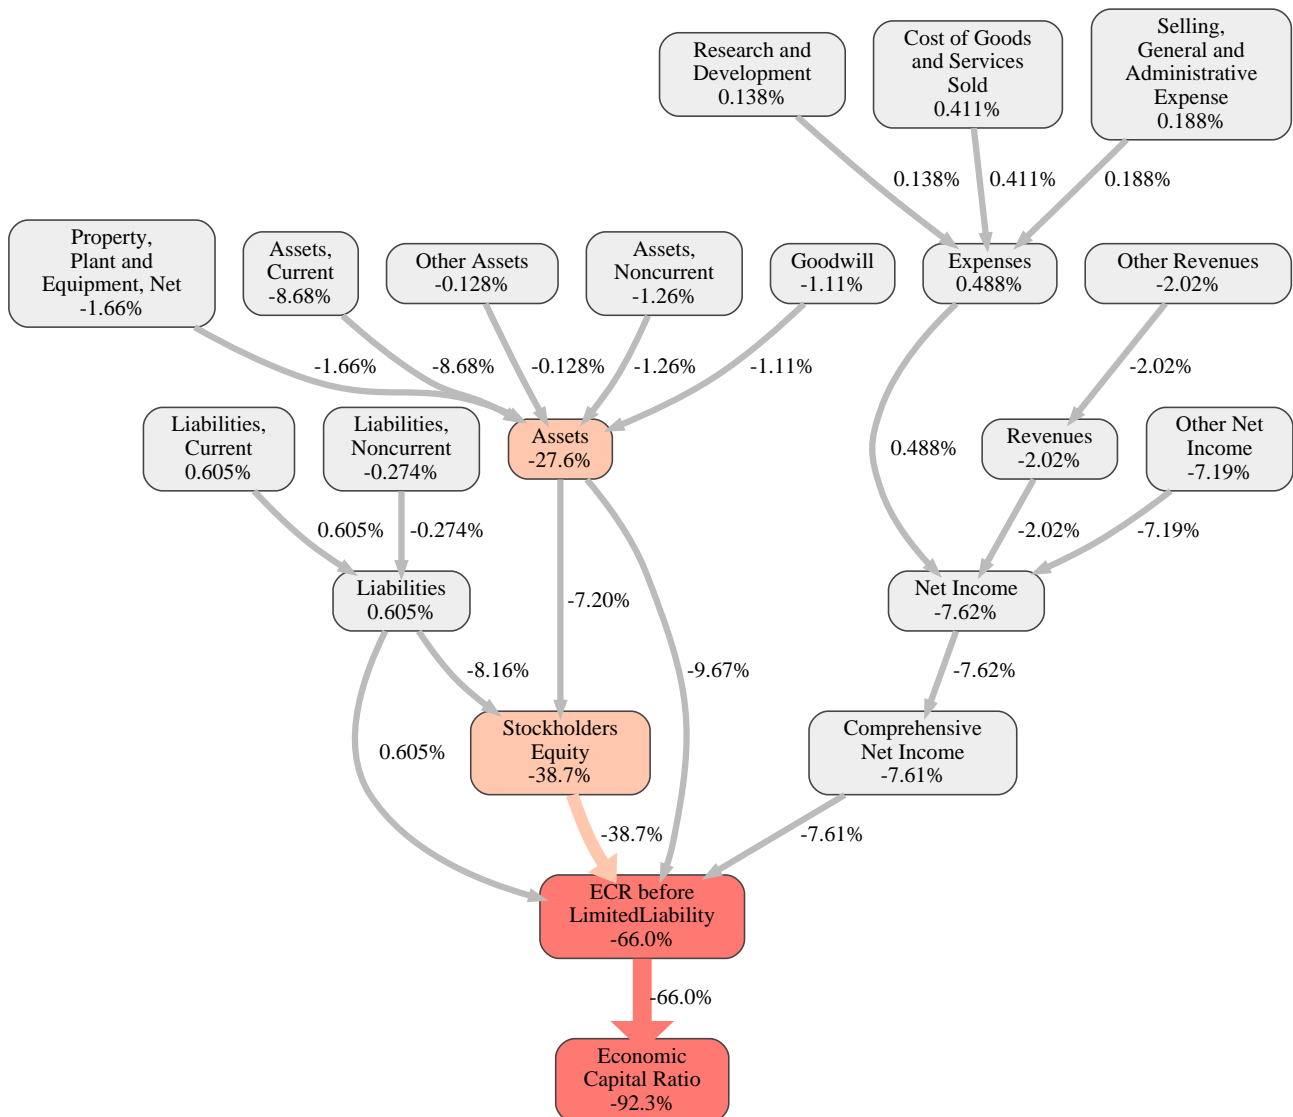 Research and
Development
0.138%
Cost of Goods
and Services
Sold
0.411%
Selling,
General and
Administrative
Expense
0.188%
0.138%
0.411%
0.188%
Property,
Plant and
Equipment, Net
-1.66%
Assets,
Current
-8.68%
Other Assets
-0.128%
Assets,
Noncurrent
-1.26%
Goodwill
-1.11%
Expenses
0.488%
Other Revenues
-2.02%
-1.66%
-8.68%
-0.128%
-1.26%
-1.11%
-2.02%
Liabilities,
Current
0.605%
Liabilities,
Noncurrent
-0.274%
Assets
-27.6%
0.488%
Revenues
-2.02%
Other Net
Income
-7.19%
0.605%
-0.274%
-2.02%
-7.19%
Liabilities
0.605%
-7.20%
Net Income
-7.62%
-8.16%
-9.67%
-7.62%
Stockholders
Equity
-38.7%
0.605%
Comprehensive
Net Income
-7.61%
-38.7%
-7.61%
ECR before
LimitedLiability
-66.0%
-66.0%
Economic
Capital Ratio
-92.3%